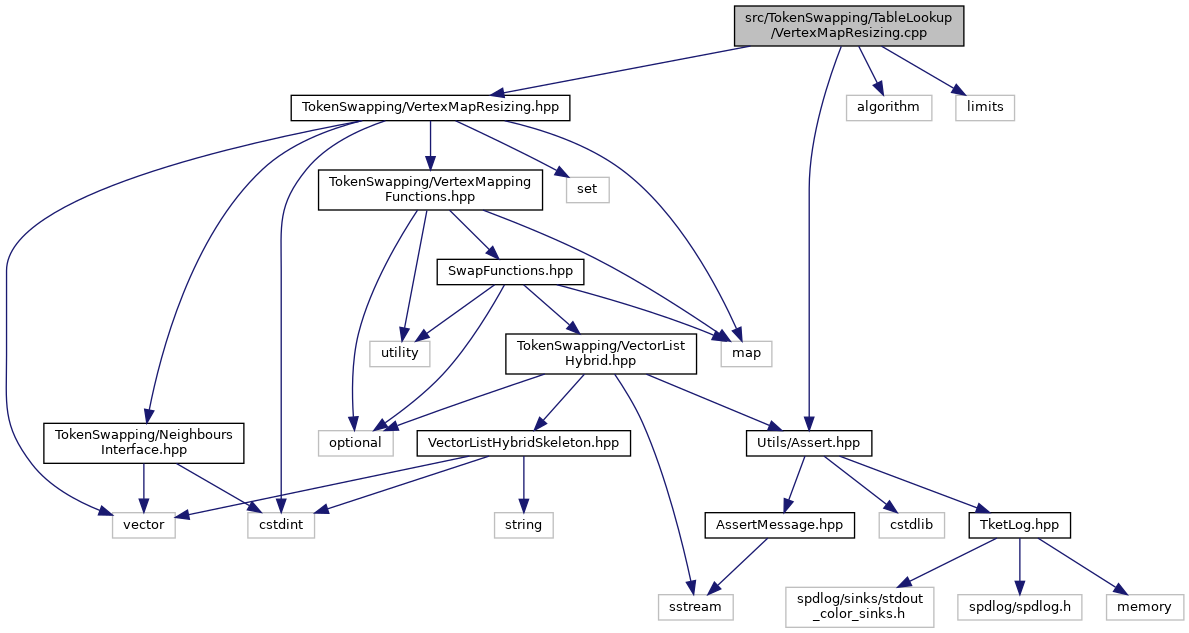 src/TokenSwapping/TableLookup
/VertexMapResizing.cpp
TokenSwapping/VertexMapResizing.hpp
algorithm
limits
TokenSwapping/VertexMapping
Functions.hpp
set
SwapFunctions.hpp
utility
TokenSwapping/VectorList
Hybrid.hpp
map
TokenSwapping/Neighbours
Interface.hpp
optional
VectorListHybridSkeleton.hpp
Utils/Assert.hpp
vector
cstdint
string
AssertMessage.hpp
cstdlib
TketLog.hpp
sstream
spdlog/sinks/stdout
_color_sinks.h
spdlog/spdlog.h
memory